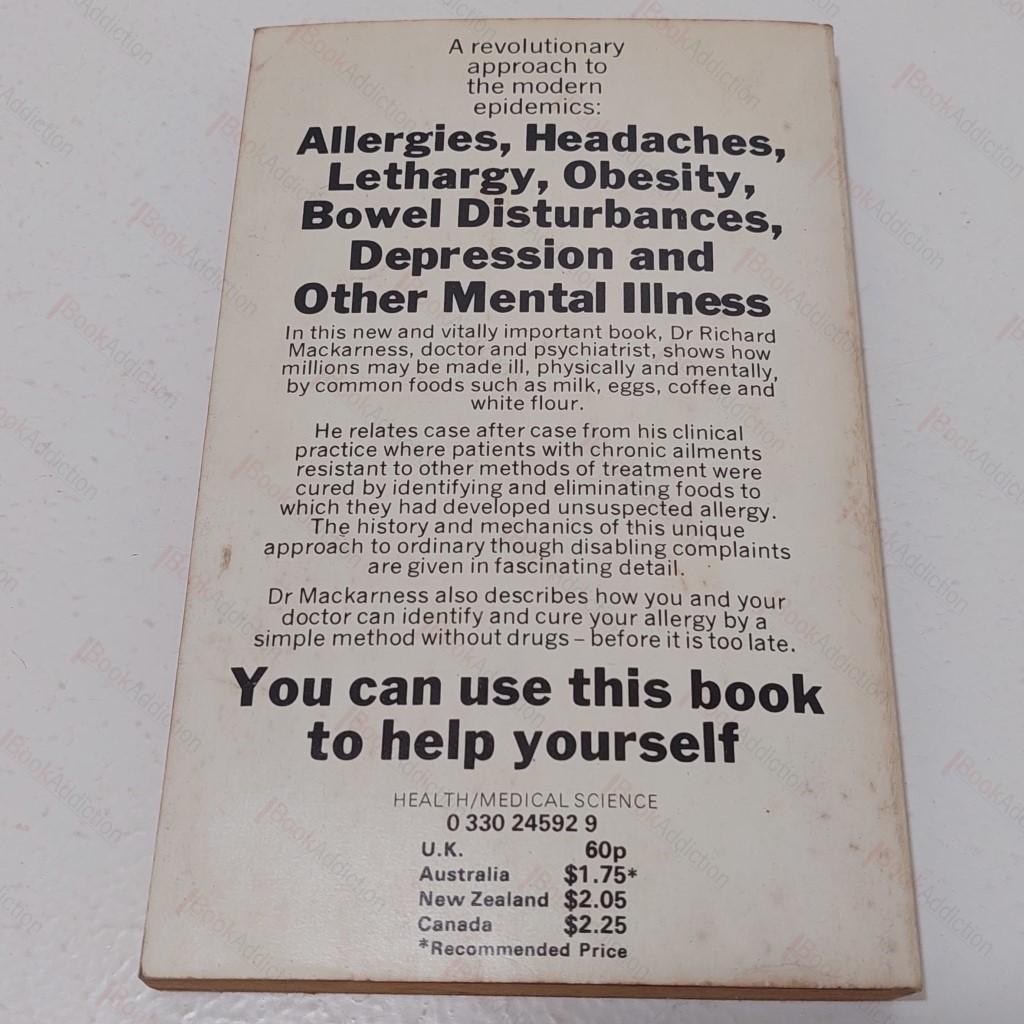 A revolutionary
approach to
the modern
epidemics:
Allergies, Headaches,
Lethargy, Obesity,
Bowel Disturbances,
Depression and
Other Mental Illness
In this new and vitally important book, Dr Richard
Mackarness, doctor and psychiatrist, shows how
millions may be made ill, physically and mentally,
by common foods such as milk, eggs, coffee and
white flour.
He relates case after case from his clinical
practice where patients with chronic ailments
resistant to other methods of treatment were
cured by identifying and eliminating foods to
which they had developed unsuspected allergy.
The history and mechanics of this unique
approach to ordinary though disabling complaints
are given in fascinating detail.
Dr Mackarness also describes how you and your
doctor can identify and cure your allergy by a
simple method without drugs – before it is too late.
You can use this book
to help yourself
HEALTH/MEDICAL SCIENCE
0 330 24592 9
U.K. 60p
Australia $1.75*
New Zealand $2.05
Canada $2.25
*Recommended Price
BookAddiction